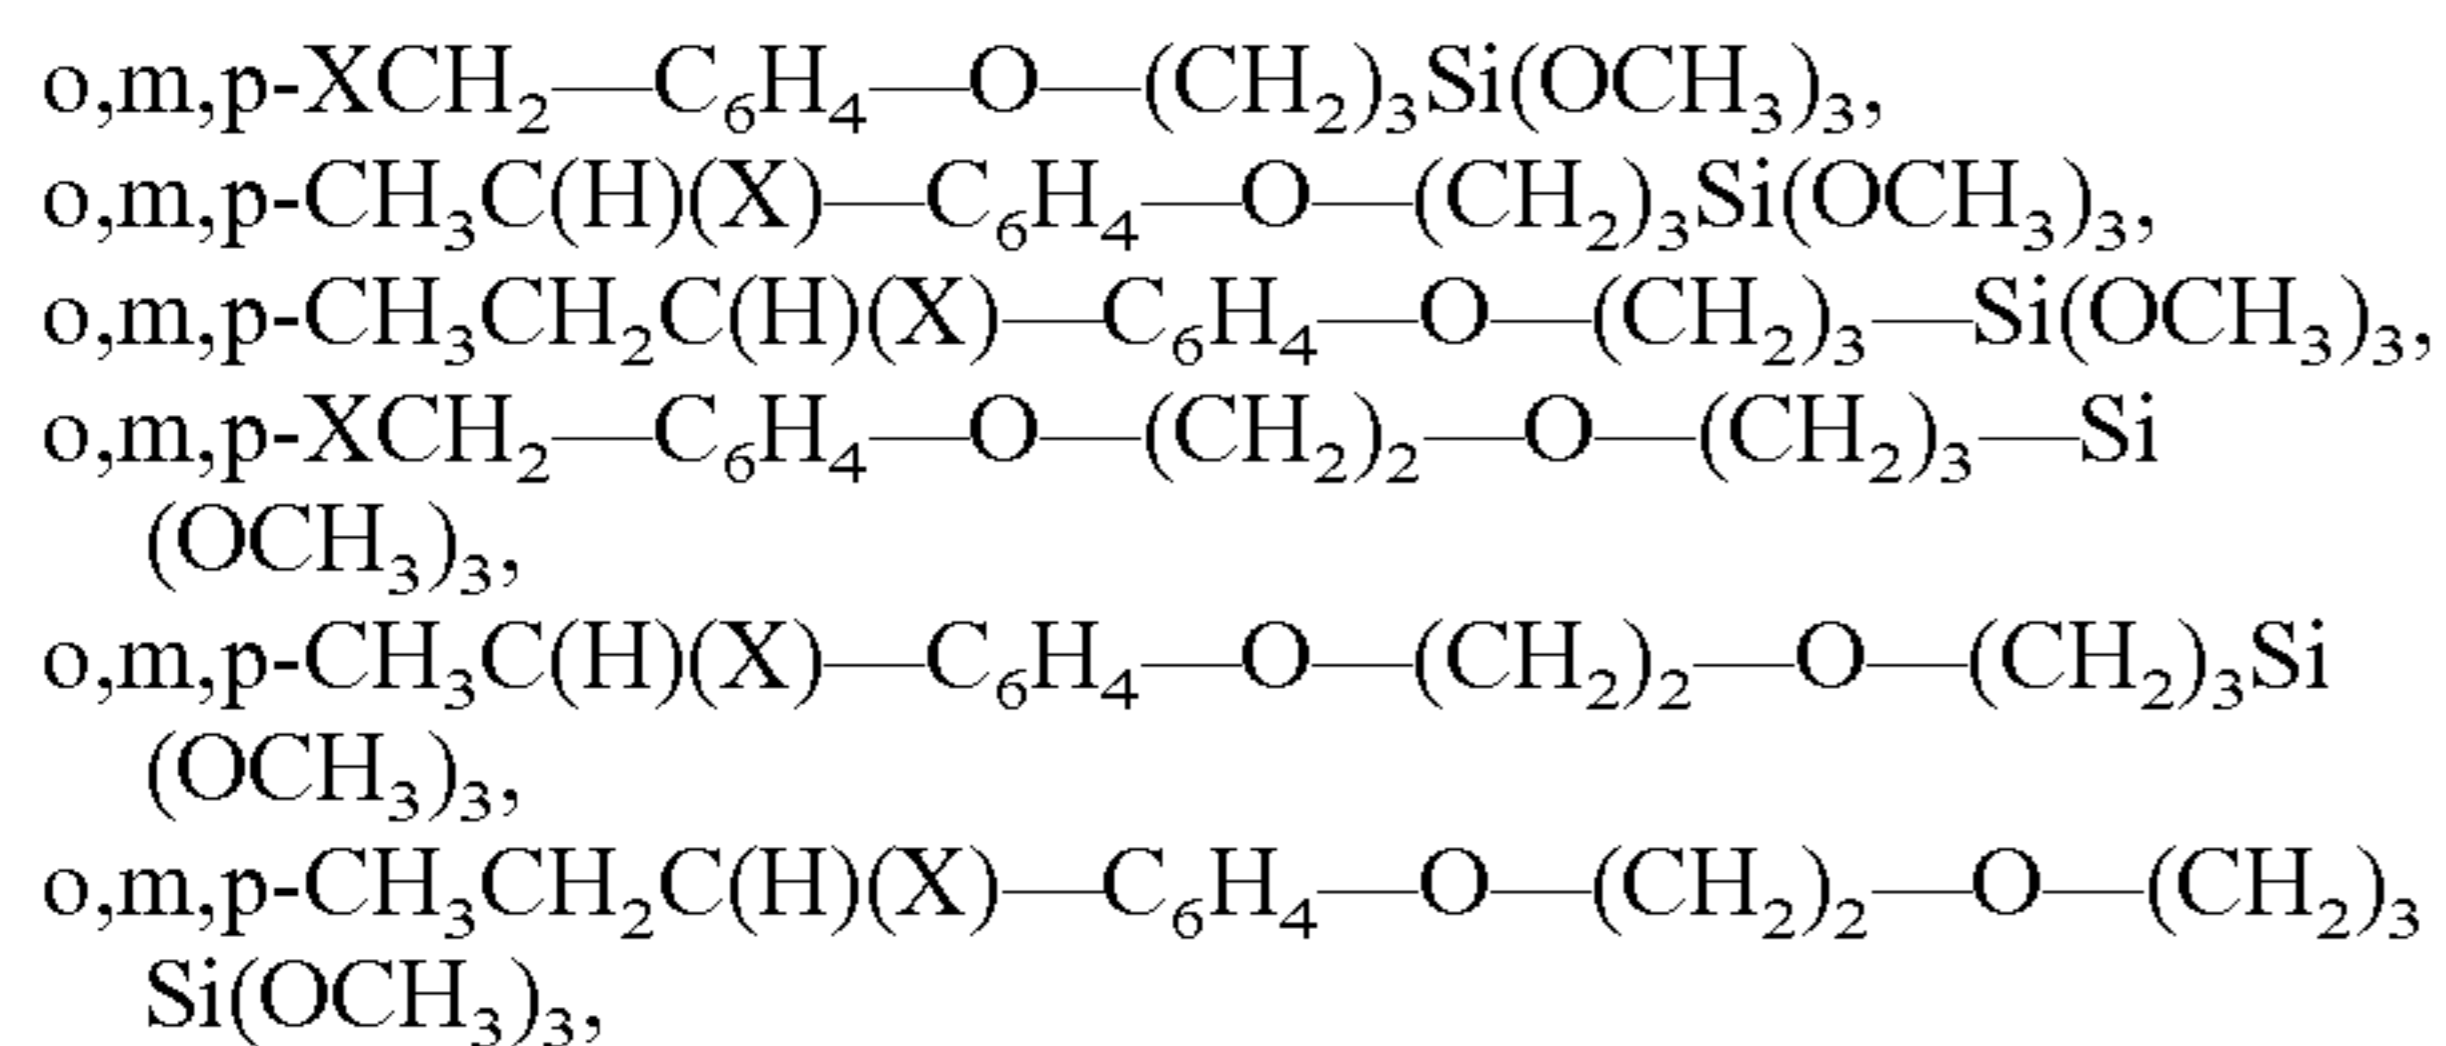 o,m,p-XCH₂—C₆H₄—O—(CH₂)₃Si(OCH₃)₃,
o,m,p-CH₃C(H)(X)—C₆H₄—O—(CH₂)₃Si(OCH₃)₃,
o,m,p-CH₃CH₂C(H)(X)—C₆H₄—O—(CH₂)₃—Si(OCH₃)₃,
o,m,p-XCH₂—C₆H₄—O—(CH₂)₂—O—(CH₂)₃—Si
(OCH₃)₃,
o,m,p-CH₃C(H)(X)—C₆H₄—O—(CH₂)₂—O—(CH₂)₃Si
(OCH₃)₃,
o,m,p-CH₃CH₂C(H)(X)—C₆H₄—O—(CH₂)₂—O—(CH₂)₃
Si(OCH₃)₃,